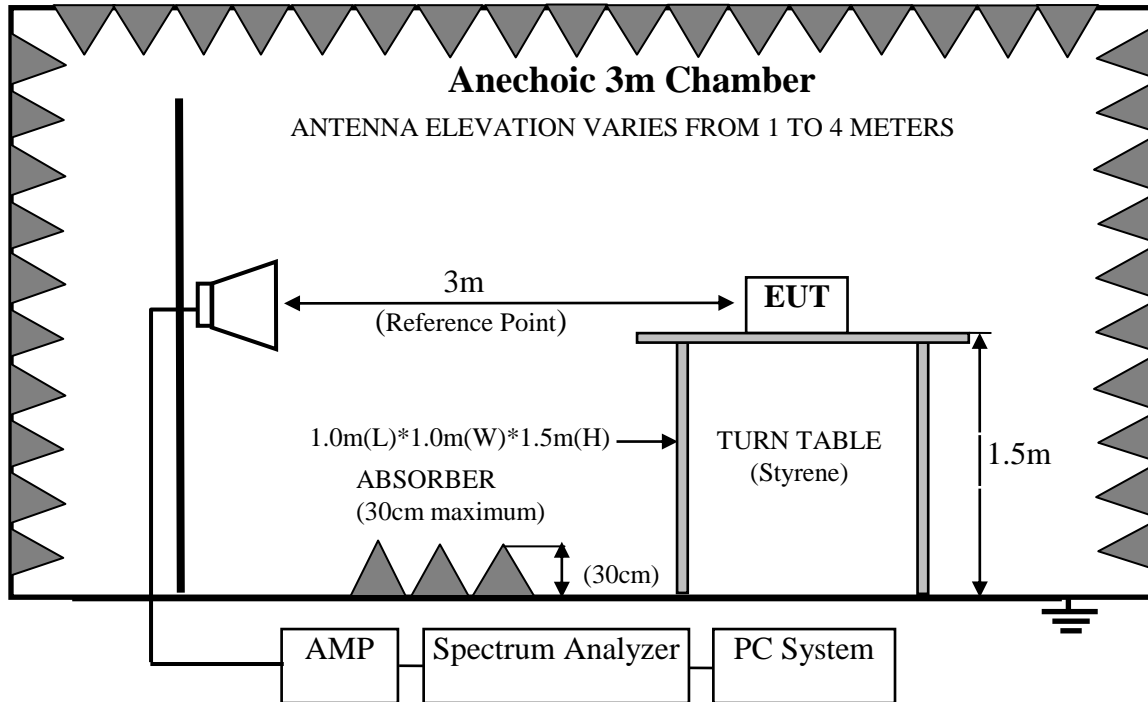 Anechoic 3m Chamber
ANTENNA ELEVATION VARIES FROM 1 TO 4 METERS
3m
(Reference Point)
EUT
1.0m(L)*1.0m(W)*1.5m(H)
TURN TABLE
(Styrene)
1.5m
ABSORBER
(30cm maximum)
(30cm)
AMP
Spectrum Analyzer
PC System